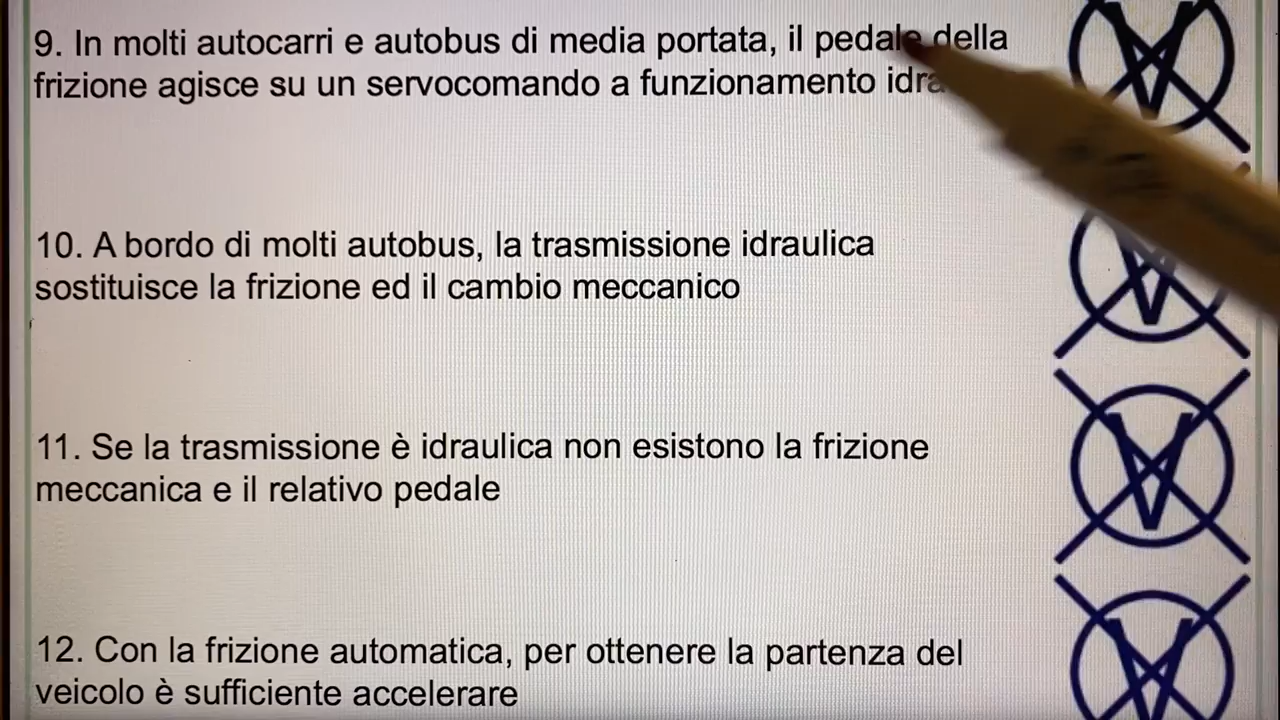 9. In molti autocarri e autobus di media portata, il pedale della
frizione agisce su un servocomando a funzionamento
V
10. A bordo di molti autobus, la trasmissione idraulica
sostituisce la frizione ed il cambio meccanico
V
11. Se la trasmissione è idraulica non esistono la frizione
meccanica e il relativo pedale
V
12. Con la frizione automatica, per ottenere la partenza del
veicolo è sufficiente accelerare
V